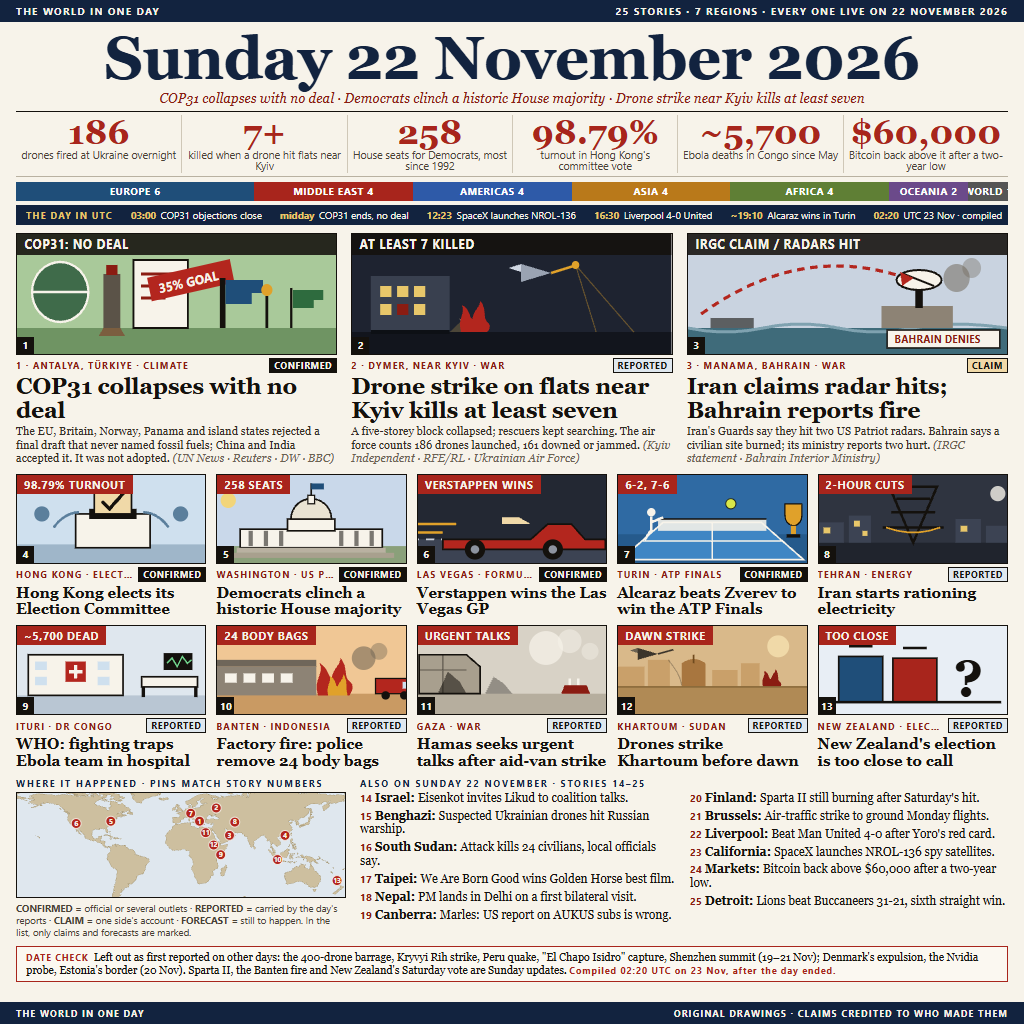 THE WORLD IN ONE DAY
25 STORIES · 7 REGIONS · EVERY ONE LIVE ON 22 NOVEMBER 2026
Sunday 22 November 2026
COP31 collapses with no deal · Democrats clinch a historic House majority · Drone strike near Kyiv kills at least seven
186
drones fired at Ukraine overnight
7+
killed when a drone hit flats near
Kyiv
258
House seats for Democrats, most
since 1992
98.79%
turnout in Hong Kong's
committee vote
~5,700
Ebola deaths in Congo since May
$60,000
Bitcoin back above it after a two-
year low
EUROPE 6
MIDDLE EAST 4
AMERICAS 4
ASIA 4
AFRICA 4
OCEANIA 2
WORLD
THE DAY IN UTC
03:00 COP31 objections close
midday COP31 ends, no deal
12:23 SpaceX launches NROL-136
16:30 Liverpool 4-0 United
~19:10 Alcaraz wins in Turin
02:20 UTC 23 Nov · compiled
COP31: NO DEAL
35% GOAL
1
1 · ANTALYA, TÜRKIYE · CLIMATE
CONFIRMED
COP31 collapses with no
deal
The EU, Britain, Norway, Panama and island states rejected a
final draft that never named fossil fuels; China and India
accepted it. It was not adopted. (UN News · Reuters · DW · BBC)
AT LEAST 7 KILLED
2
2 · DYMER, NEAR KYIV · WAR
REPORTED
Drone strike on flats near
Kyiv kills at least seven
A five-storey block collapsed; rescuers kept searching. The air
force counts 186 drones launched, 161 downed or jammed. (Kyiv
Independent · RFE/RL · Ukrainian Air Force)
IRGC CLAIM / RADARS HIT
BAHRAIN DENIES
3
3 · MANAMA, BAHRAIN · WAR
CLAIM
Iran claims radar hits;
Bahrain reports fire
Iran's Guards say they hit two US Patriot radars. Bahrain says a
civilian site burned; its ministry reports two hurt. (IRGC
statement · Bahrain Interior Ministry)
98.79% TURNOUT
4
HONG KONG · ELECT...
CONFIRMED
Hong Kong elects its
Election Committee
258 SEATS
5
WASHINGTON · US P...
CONFIRMED
Democrats clinch a
historic House majority
VERSTAPPEN WINS
6
LAS VEGAS · FORMU...
CONFIRMED
Verstappen wins the Las
Vegas GP
6-2, 7-6
7
TURIN · ATP FINALS
CONFIRMED
Alcaraz beats Zverev to
win the ATP Finals
2-HOUR CUTS
8
TEHRAN · ENERGY
REPORTED
Iran starts rationing
electricity
~5,700 DEAD
9
ITURI · DR CONGO
REPORTED
WHO: fighting traps
Ebola team in hospital
24 BODY BAGS
10
BANTEN · INDONESIA
REPORTED
Factory fire: police
remove 24 body bags
URGENT TALKS
11
GAZA · WAR
REPORTED
Hamas seeks urgent
talks after aid-van strike
DAWN STRIKE
12
KHARTOUM · SUDAN
REPORTED
Drones strike
Khartoum before dawn
TOO CLOSE
?
13
NEW ZEALAND · ELEC...
REPORTED
New Zealand's election
is too close to call
WHERE IT HAPPENED · PINS MATCH STORY NUMBERS
6
5
7
2
1
8
11
3
4
12
9
10
13
CONFIRMED = official or several outlets · REPORTED = carried by the day's
reports · CLAIM = one side's account · FORECAST = still to happen. In the
list, only claims and forecasts are marked.
ALSO ON SUNDAY 22 NOVEMBER · STORIES 14–25
14 Israel: Eisenkot invites Likud to coalition talks.
15 Benghazi: Suspected Ukrainian drones hit Russian
warship.
16 South Sudan: Attack kills 24 civilians, local officials
say.
17 Taipei: We Are Born Good wins Golden Horse best film.
18 Nepal: PM lands in Delhi on a first bilateral visit.
19 Canberra: Marles: US report on AUKUS subs is wrong.
20 Finland: Sparta II still burning after Saturday's hit.
21 Brussels: Air-traffic strike to ground Monday flights.
22 Liverpool: Beat Man United 4-0 after Yoro's red card.
23 California: SpaceX launches NROL-136 spy satellites.
24 Markets: Bitcoin back above $60,000 after a two-year
low.
25 Detroit: Lions beat Buccaneers 31-21, sixth straight win.
DATE CHECK Left out as first reported on other days: the 400-drone barrage, Kryvyi Rih strike, Peru quake, "El Chapo Isidro" capture, Shenzhen summit (19–21 Nov); Denmark's expulsion, the Nvidia
probe, Estonia's border (20 Nov). Sparta II, the Banten fire and New Zealand's Saturday vote are Sunday updates. Compiled 02:20 UTC on 23 Nov, after the day ended.
THE WORLD IN ONE DAY
ORIGINAL DRAWINGS · CLAIMS CREDITED TO WHO MADE THEM